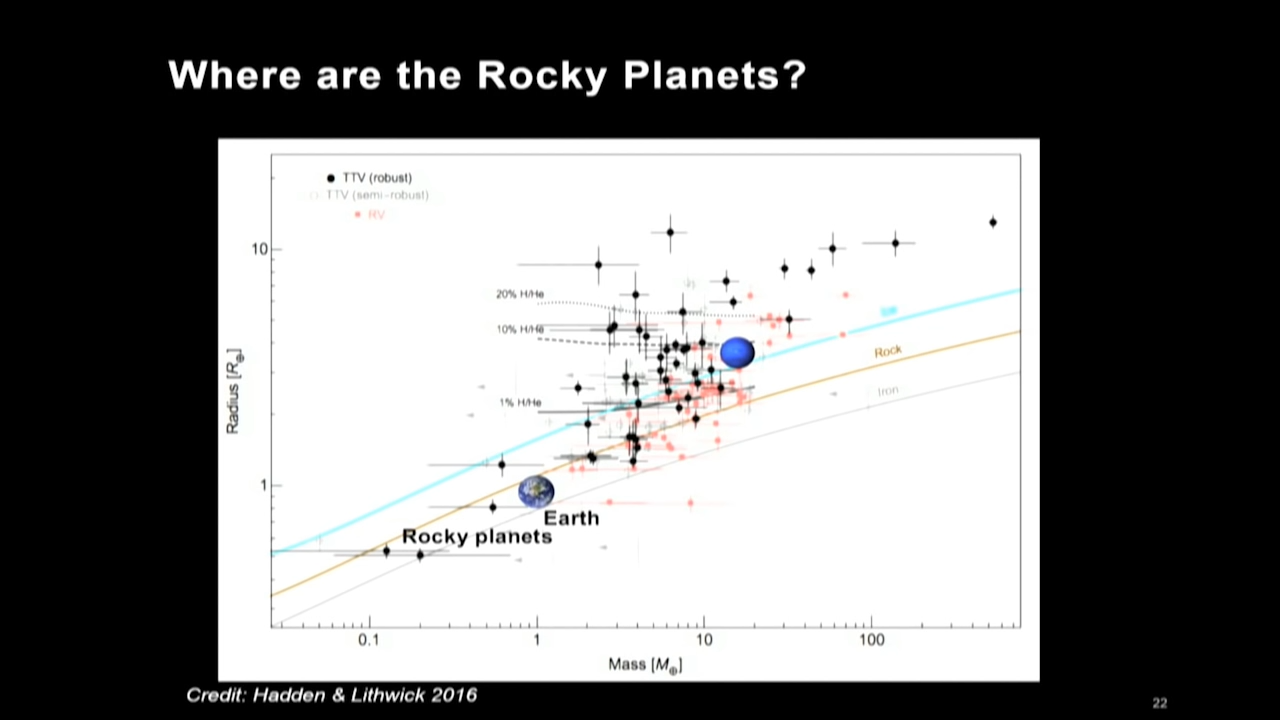 Where are the Rocky Planets?
TTV (robust)
TTV (semi-robust)
RV
10
20% H/He
10% H/He
Rock
Radius [R⊕]
1% H/He
Iron
1
Earth
Rocky planets
0.1 1 10 100
Mass [M⊕]
Credit: Hadden & Lithwick 2016
22